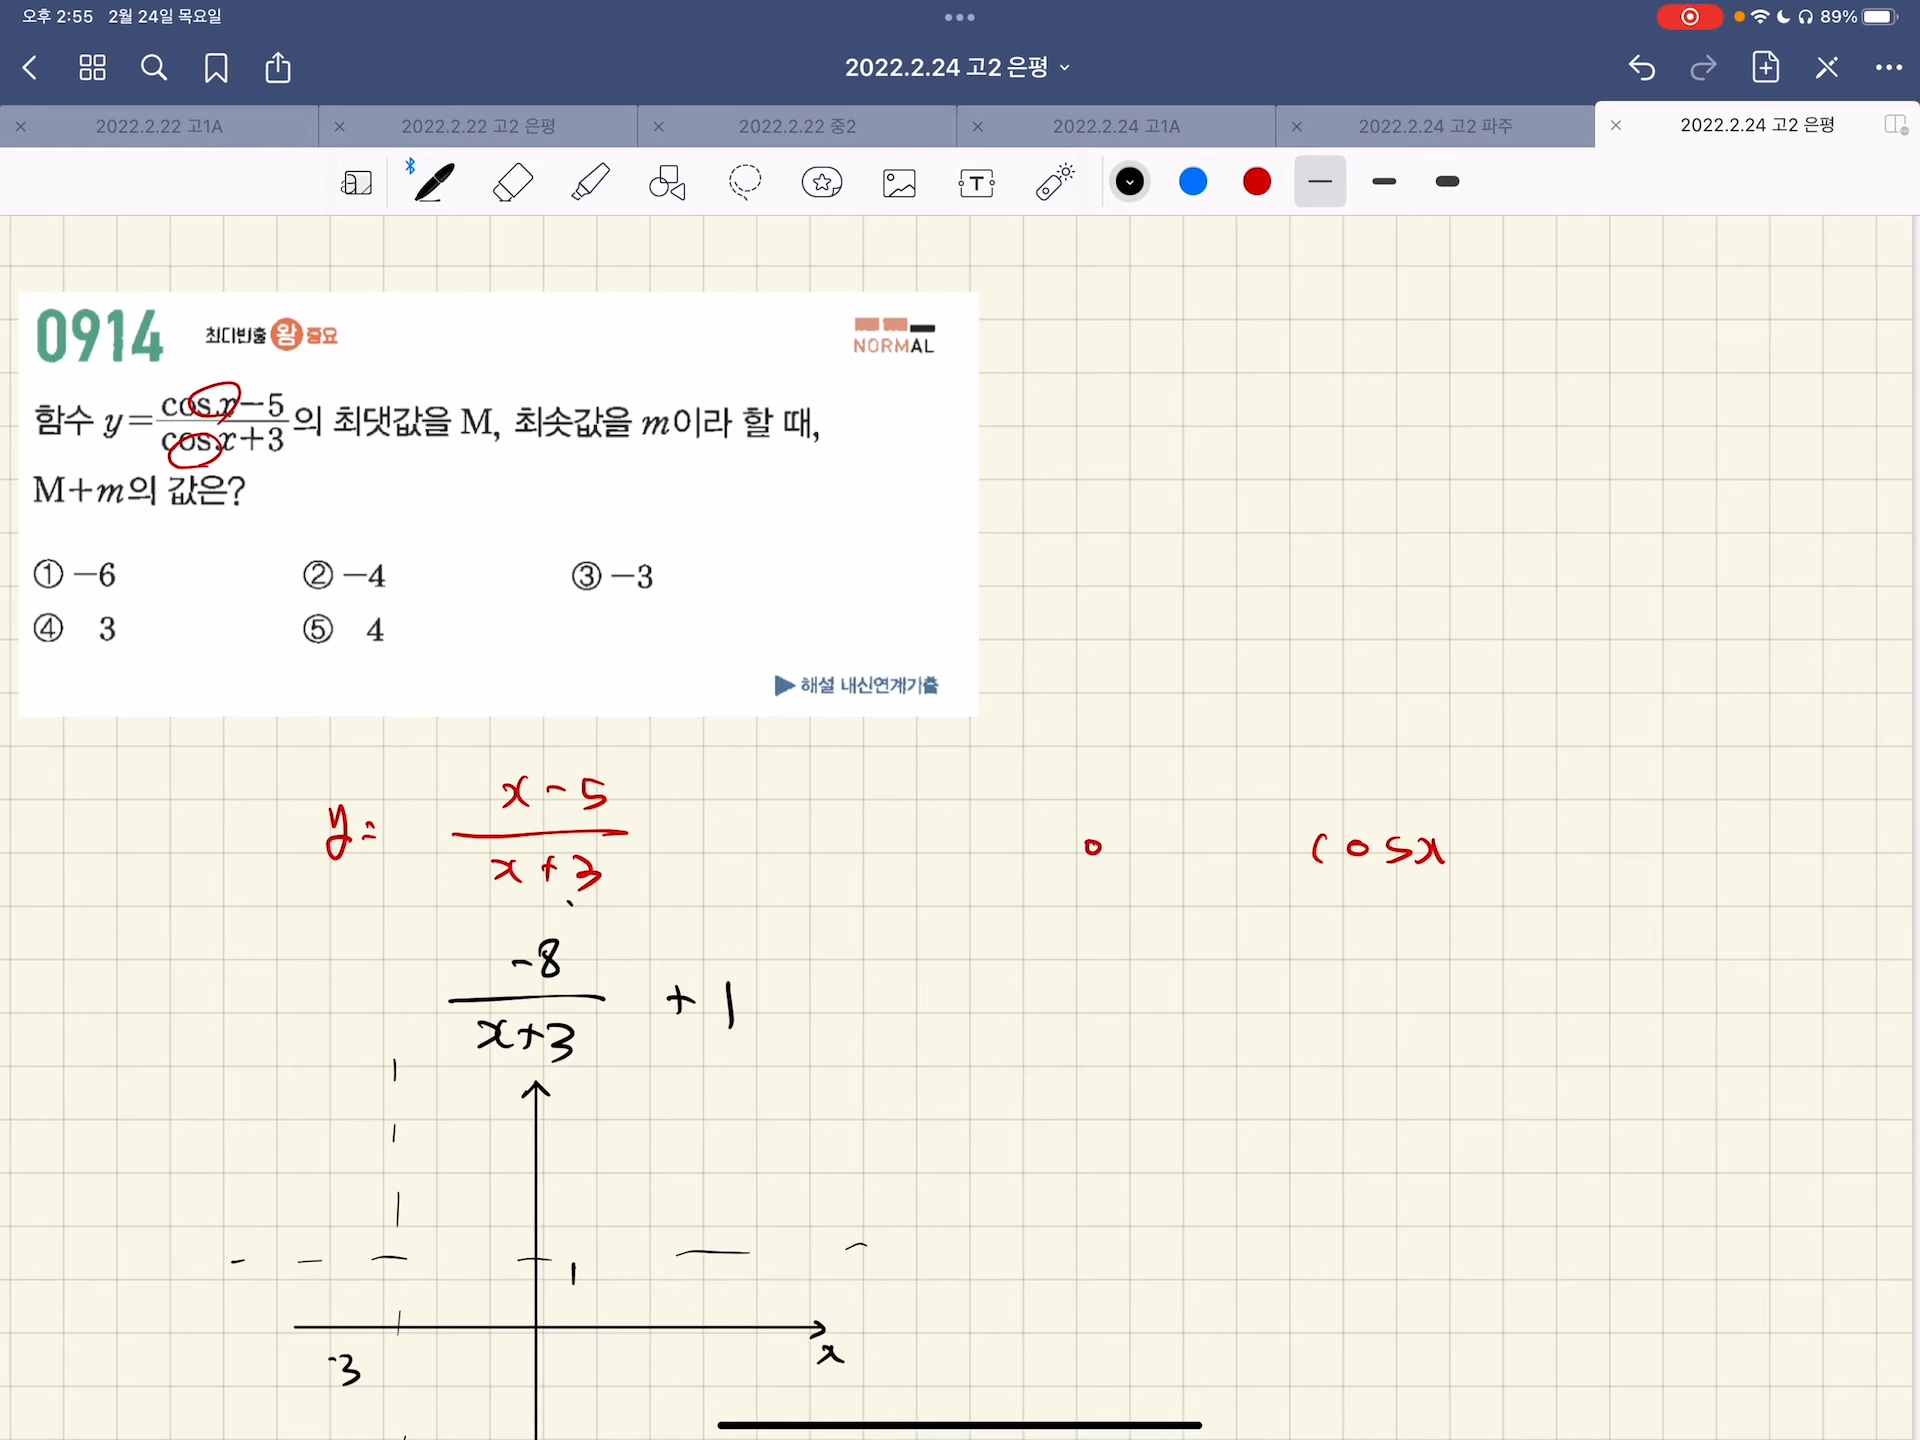 오후 2:55 2월 24일 목요일
89%
2022.2.24 고2 은평
2022.2.22 고1A
2022.2.22 고2 은평
2022.2.22 중2
2022.2.24 고1A
2022.2.24 고2 파주
2022.2.24 고2 은평
T
0914 최다빈출 왕 중요
NORMAL
함수 y=(cos x−5)/(cos x+3)의 최댓값을 M, 최솟값을 m이라 할 때,
M+m의 값은?
① −6 ② −4 ③ −3
④ 3 ⑤ 4
▶ 해설 내신연계기출
y= (x-5)/(x+3)
0 cosx
-8/(x+3) + 1
1
-3
x